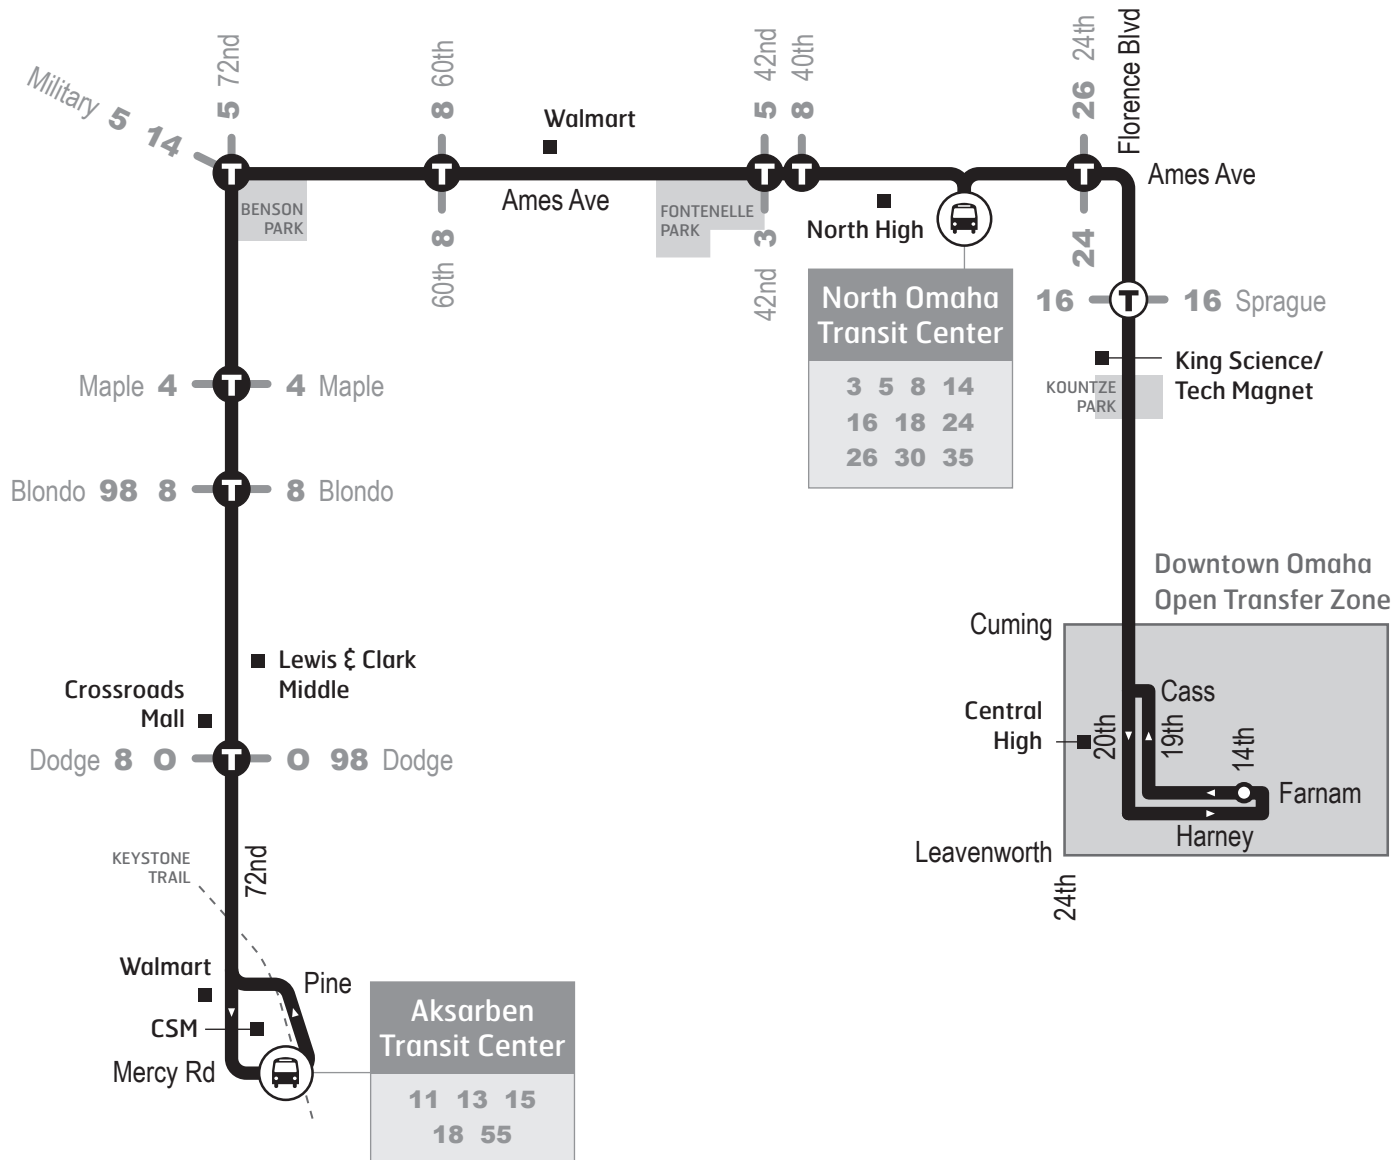 Military 5 14
5 72nd
8 60th
Walmart
5 42nd
8 40th
26 24th
Florence Blvd
T
T
T
T
T
Ames Ave
Ames Ave
BENSON
PARK
8 60th
FONTENELLE
PARK
3 42nd
North High
24
North Omaha
Transit Center
3 5 8 14
16 18 24
26 30 35
16 T 16 Sprague
King Science/
Tech Magnet
KOUNTZE
PARK
Maple 4 T 4 Maple
Blondo 98 8 T 8 Blondo
Downtown Omaha
Open Transfer Zone
Cuming
Lewis & Clark
Middle
Crossroads
Mall
Dodge 8 0 T 0 98 Dodge
Central
High
Cass
20th
19th
14th
Farnam
Harney
Leavenworth
24th
KEYSTONE
TRAIL
72nd
Walmart
Pine
CSM
Mercy Rd
Aksarben
Transit Center
11 13 15
18 55